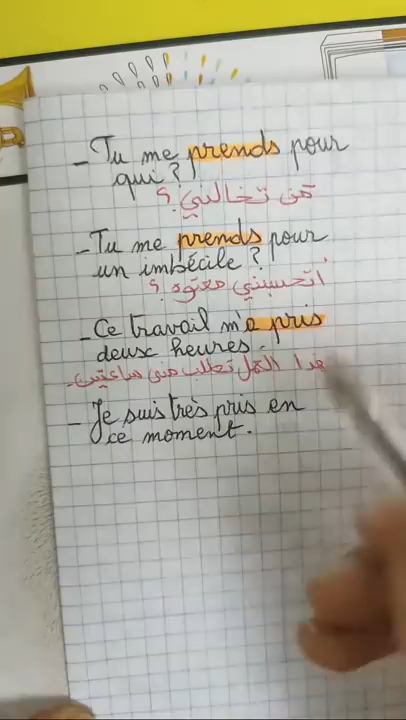 - Tu me prends pour
qui ?
من تخالني ؟
- Tu me prends pour
un imbécile ?
أتحسبني معتوه ؟
- Ce travail m'a pris
deux heures.
هذا العمل تطلب مني ساعتين.
- Je suis très pris en
ce moment.